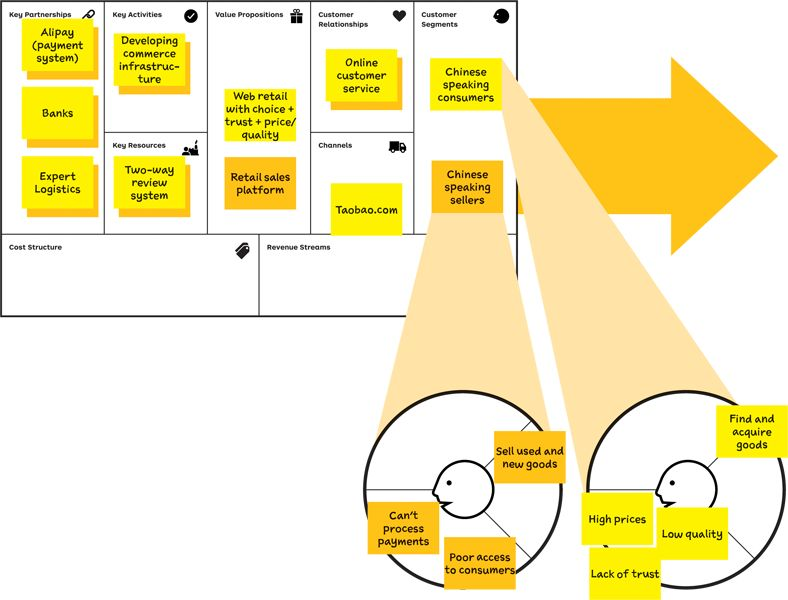 Key Partnerships
Alipay
(payment
system)
Banks
Expert
Logistics
Key Activities
Developing
commerce
infrastruc-
ture
Key Resources
Two-way
review
system
Value Propositions
Web retail
with choice +
trust + price/
quality
Retail sales
platform
Customer
Relationships
Online
customer
service
Channels
Taobao.com
Customer
Segments
Chinese
speaking
consumers
Chinese
speaking
sellers
Cost Structure
Revenue Streams
Sell used and
new goods
Can't
process
payments
Poor access
to consumers
Find and
acquire
goods
High prices
Low quality
Lack of trust